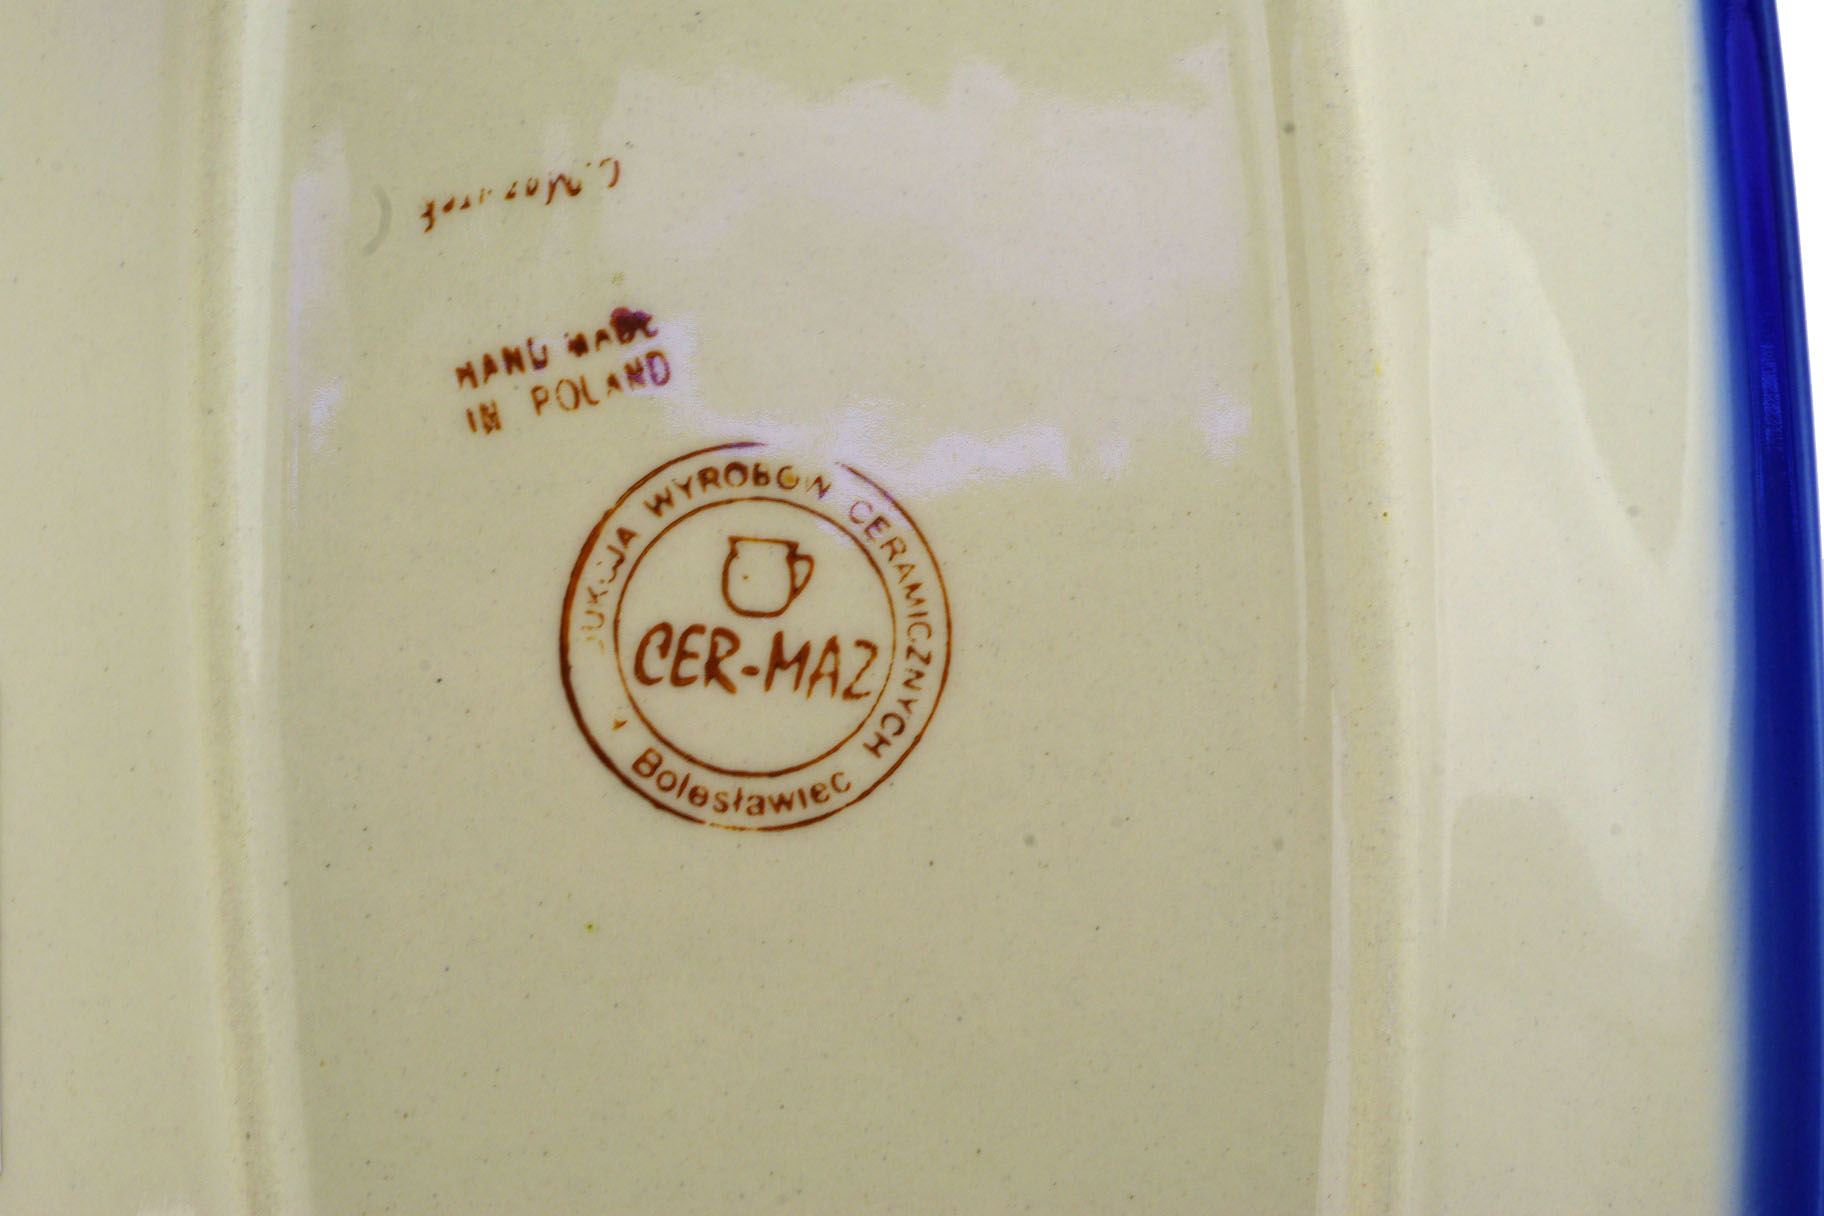 HAND MADE
IN POLAND
WYROBÓW CERAMICZNYCH
CER-MAZ
Bolesławiec